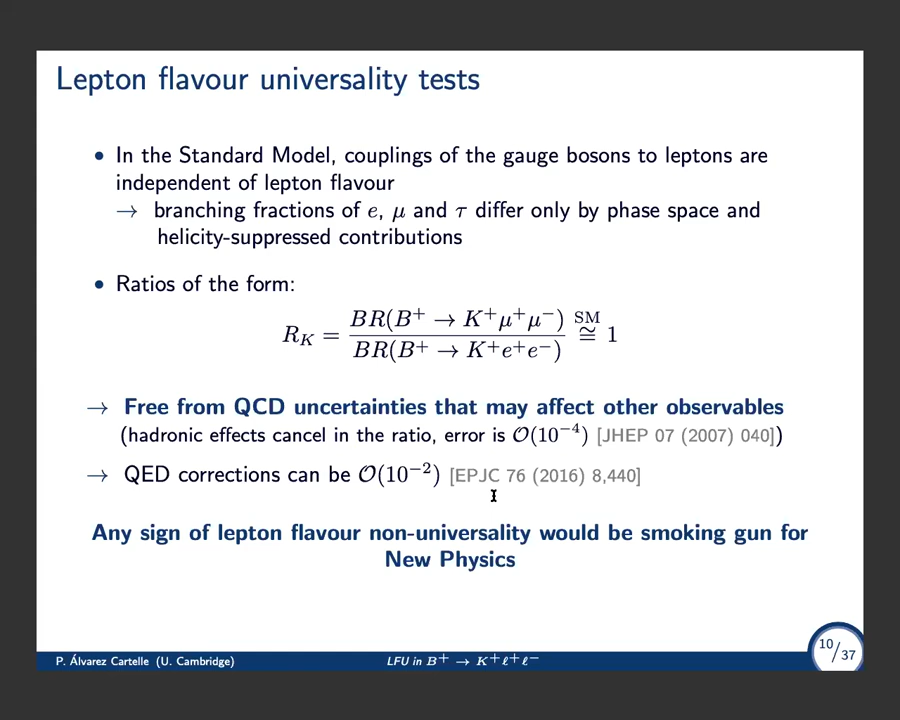 Lepton flavour universality tests
• In the Standard Model, couplings of the gauge bosons to leptons are
independent of lepton flavour
→ branching fractions of e, μ and τ differ only by phase space and
helicity-suppressed contributions
• Ratios of the form:
R_K = BR(B⁺ → K⁺μ⁺μ⁻) / BR(B⁺ → K⁺e⁺e⁻) ≅ (SM) 1
→ Free from QCD uncertainties that may affect other observables
(hadronic effects cancel in the ratio, error is 𝒪(10⁻⁴) [JHEP 07 (2007) 040])
→ QED corrections can be 𝒪(10⁻²) [EPJC 76 (2016) 8,440]
Any sign of lepton flavour non-universality would be smoking gun for
New Physics
P. Álvarez Cartelle (U. Cambridge) LFU in B⁺ → K⁺ℓ⁺ℓ⁻ 10/37